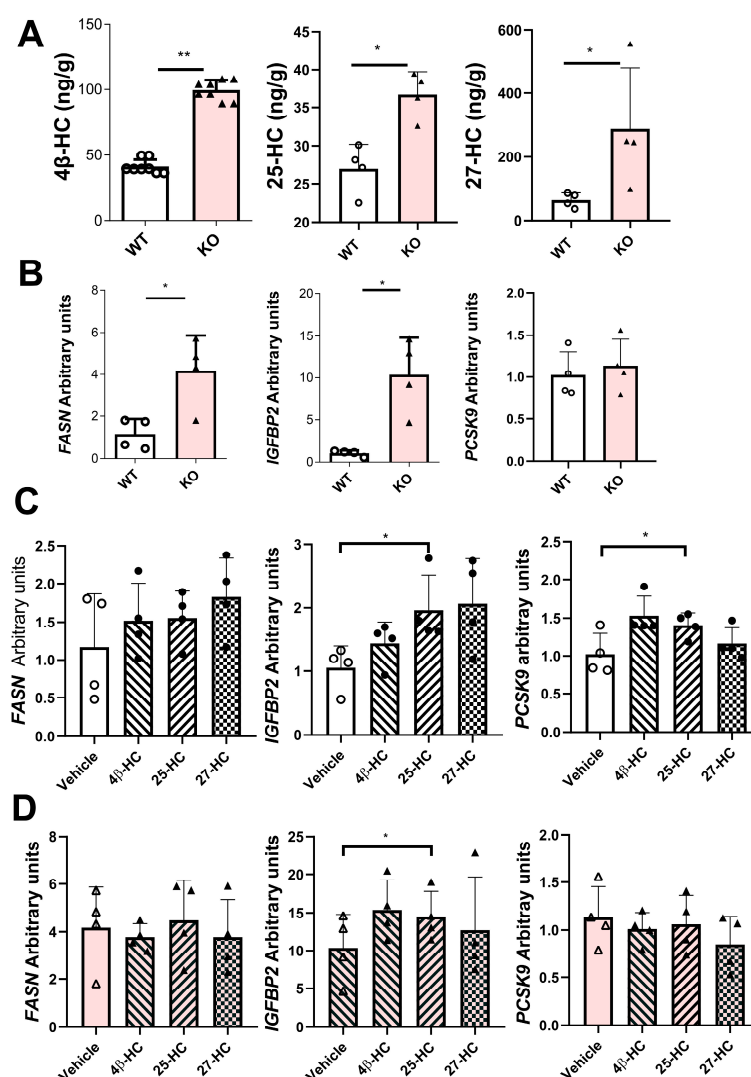 A
4β-HC (ng/g)
150
100
50
0
**
WT
KO
25-HC (ng/g)
45
40
35
30
25
20
*
WT
KO
27-HC (ng/g)
600
400
200
0
*
WT
KO
B
FASN Arbitrary units
8
6
4
2
0
*
WT
KO
IGFBP2 Arbitrary units
20
15
10
5
0
*
WT
KO
PCSK9 Arbitrary units
2.0
1.5
1.0
0.5
0.0
WT
KO
C
FASN Arbitrary units
2.5
2.0
1.5
1.0
0.5
0.0
Vehicle
4β-HC
25-HC
27-HC
IGFBP2 Arbitrary units
3
2
1
0
*
Vehicle
4β-HC
25-HC
27-HC
PCSK9 arbitray units
2.5
2.0
1.5
1.0
0.5
0.0
*
Vehicle
4β-HC
25-HC
27-HC
D
FASN Arbitrary units
8
6
4
2
0
Vehicle
4β-HC
25-HC
27-HC
IGFBP2 Arbitrary units
25
20
15
10
5
0
*
Vehicle
4β-HC
25-HC
27-HC
PCSK9 Arbitray units
2.0
1.5
1.0
0.5
0.0
Vehicle
4β-HC
25-HC
27-HC